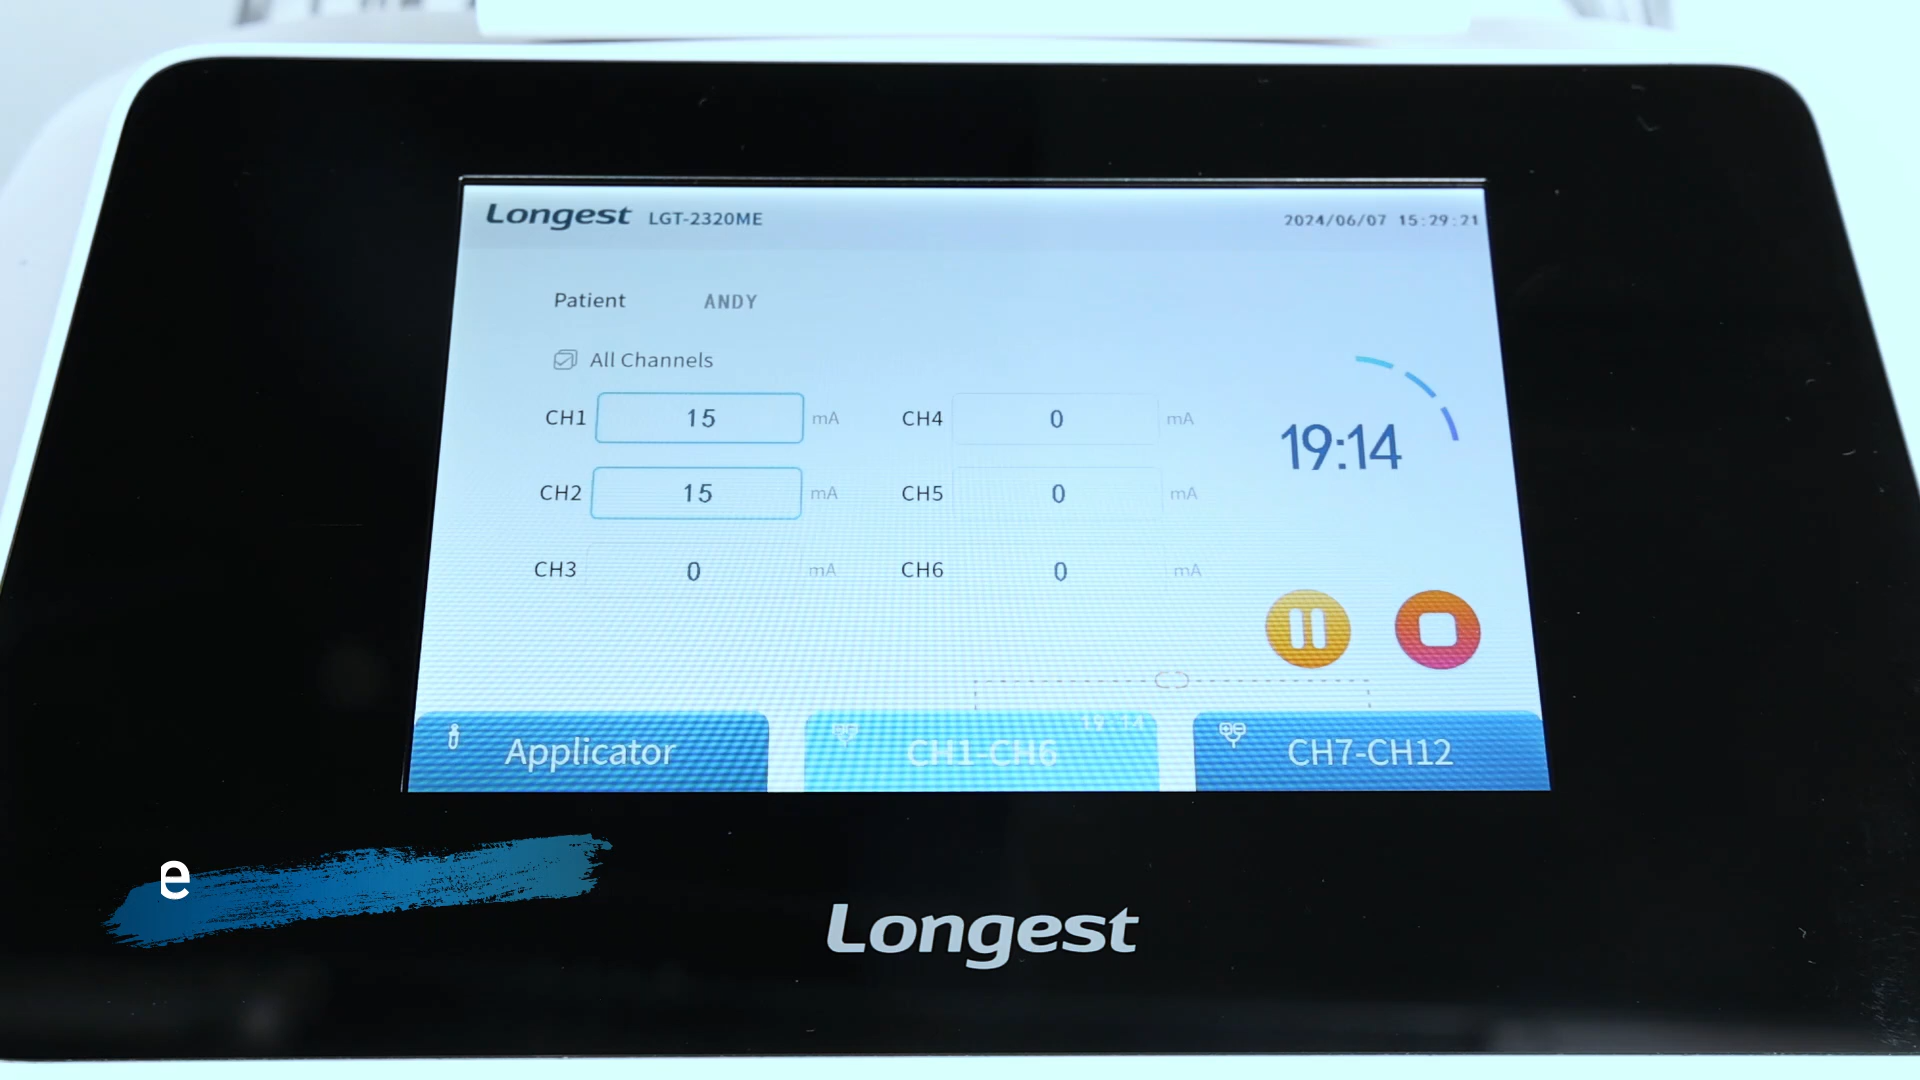 Longest LGT-2320ME 2024/06/07 15:29:21
Patient ANDY
All Channels
CH1 15 mA CH4 0 mA
19:14
CH2 15 mA CH5 0 mA
CH3 0 mA CH6 0 mA
19:14
Applicator CH1-CH6 CH7-CH12
e
Longest